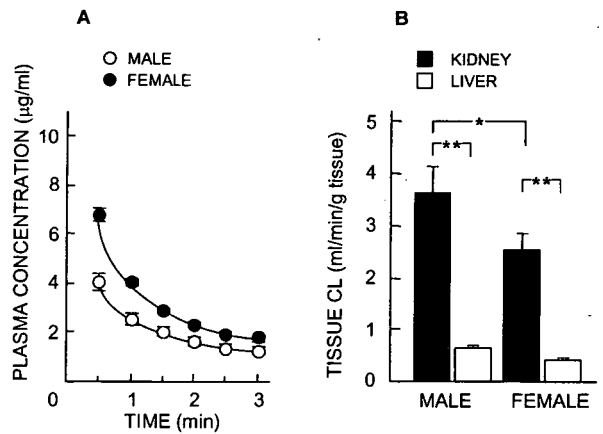 A
MALE
FEMALE
PLASMA CONCENTRATION (μg/ml)
10
8
6
4
2
0
1
2
3
TIME (min)
B
KIDNEY
LIVER
TISSUE CL (ml/min/g tissue)
5
4
3
2
1
0
*
**
**
MALE
FEMALE